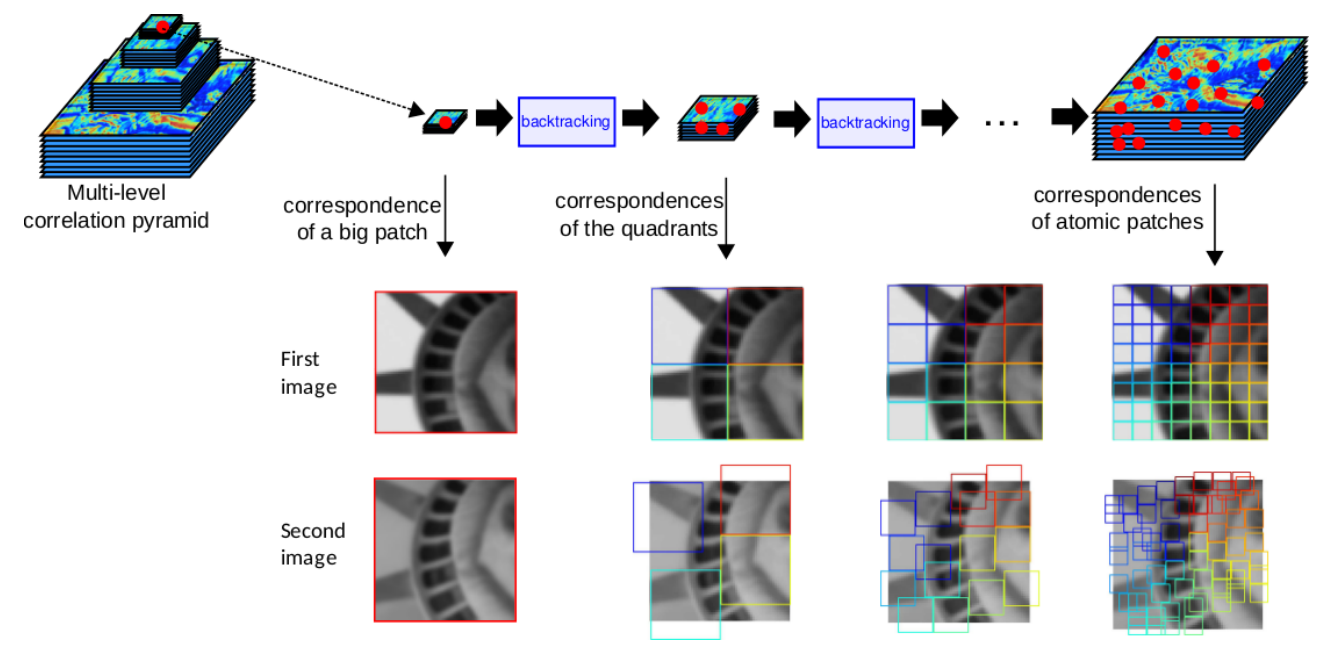 backtracking
backtracking
. . .
Multi-level
correlation pyramid
correspondence
of a big patch
correspondences
of the quadrants
correspondences
of atomic patches
First
image
Second
image